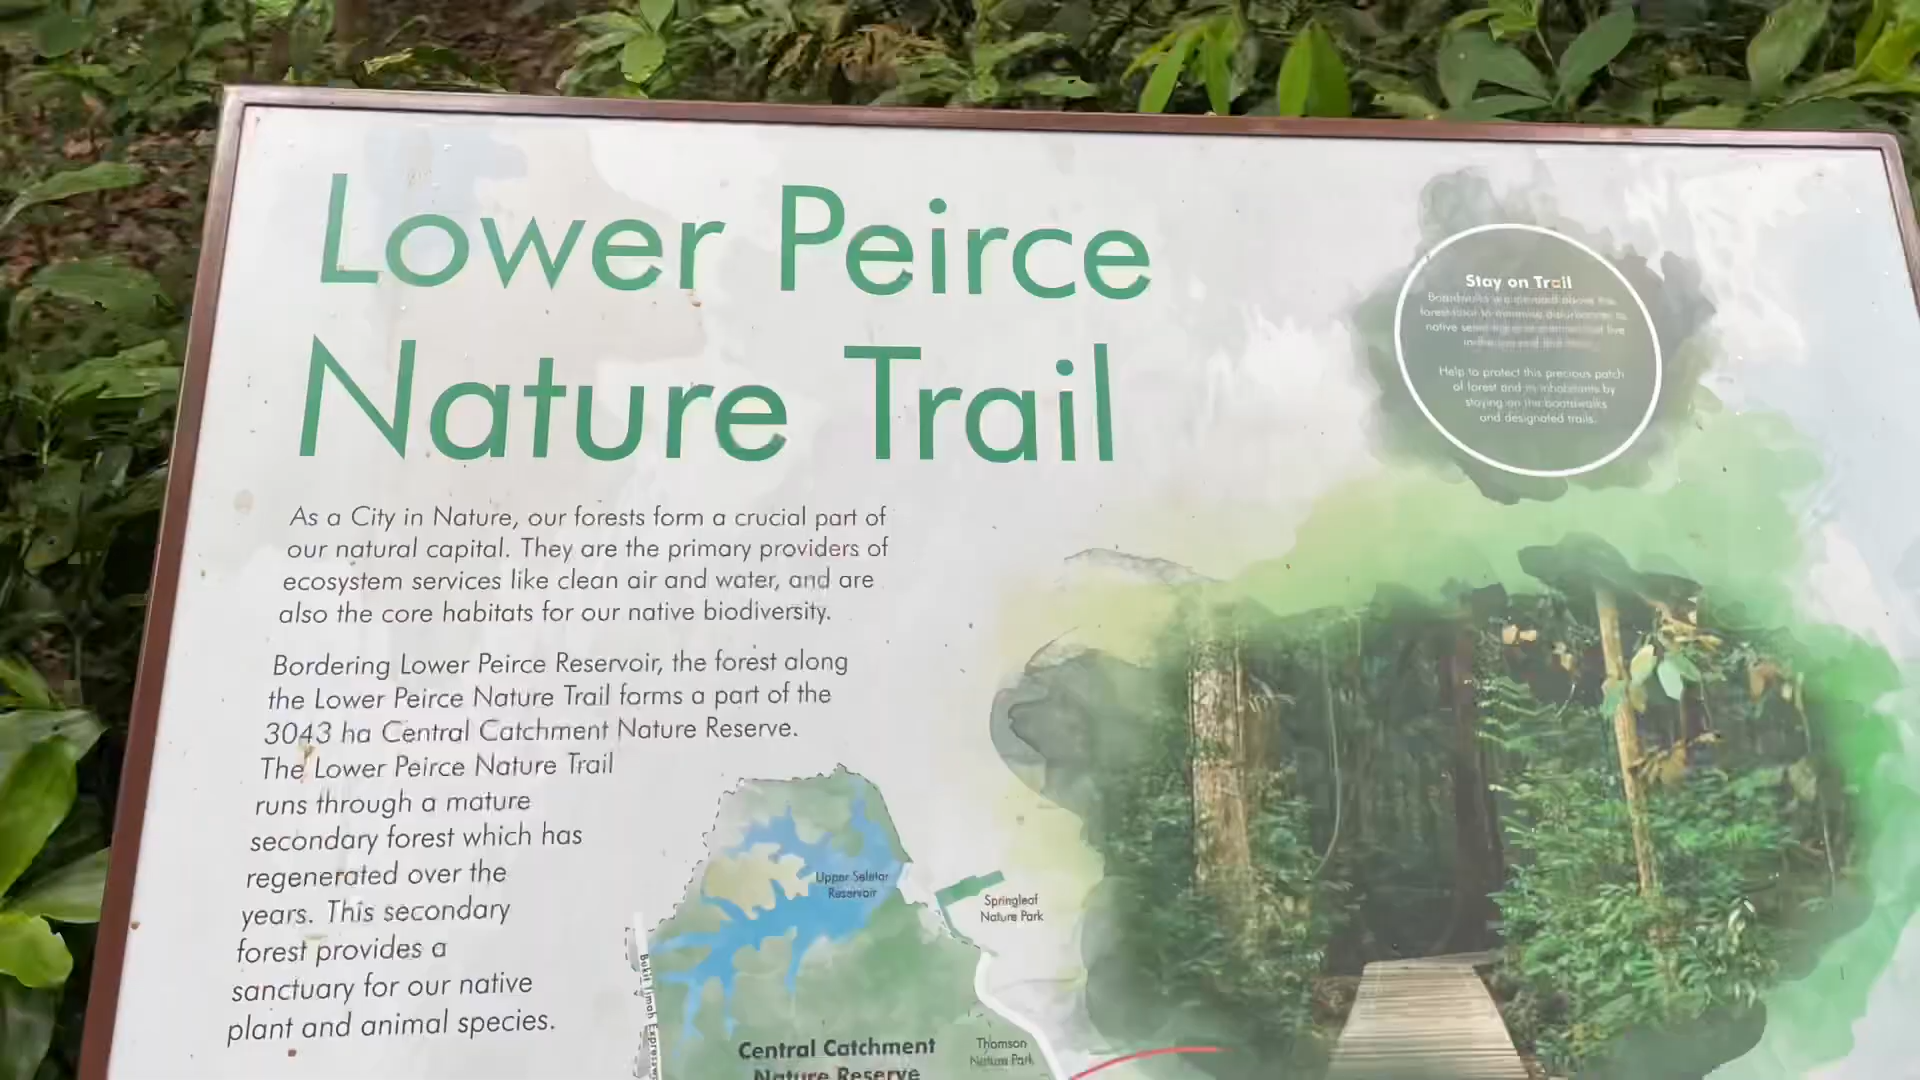 Lower Peirce
Nature Trail
As a City in Nature, our forests form a crucial part of
our natural capital. They are the primary providers of
ecosystem services like clean air and water, and are
also the core habitats for our native biodiversity.
Bordering Lower Peirce Reservoir, the forest along
the Lower Peirce Nature Trail forms a part of the
3043 ha Central Catchment Nature Reserve.
The Lower Peirce Nature Trail
runs through a mature
secondary forest which has
regenerated over the
years. This secondary
forest provides a
sanctuary for our native
plant and animal species.
Stay on Trail
native
live
Help to protect this precious patch
of forest and its inhabitants by
staying on the boardwalks
and designated trails.
Upper Seletar
Reservoir
Springleaf
Nature Park
Bukit Timah
Thomson
Nature Park
Central Catchment
Nature Reserve